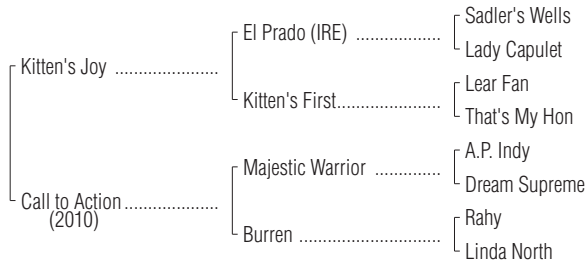 Sadler's Wells
El Prado (IRE) ..................
Lady Capulet
Kitten's Joy ......................
Lear Fan
Kitten's First......................
That's My Hon
A.P. Indy
Majestic Warrior ..............
Dream Supreme
Call to Action ....................
(2010)
Rahy
Burren ..............................
Linda North